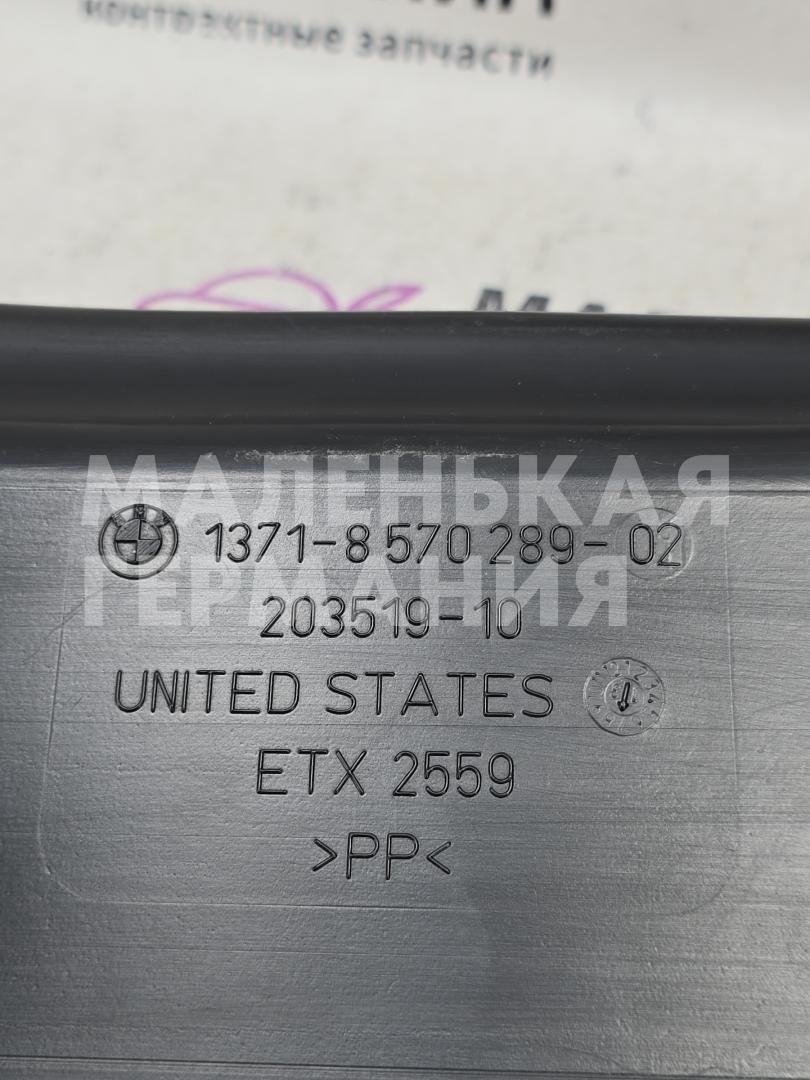 контрактные запчасти
МАЛЕНЬКАЯ
ГЕРМАНИЯ
1371-8 570 289-02
203519-10
UNITED STATES
ETX 2559
>PP<